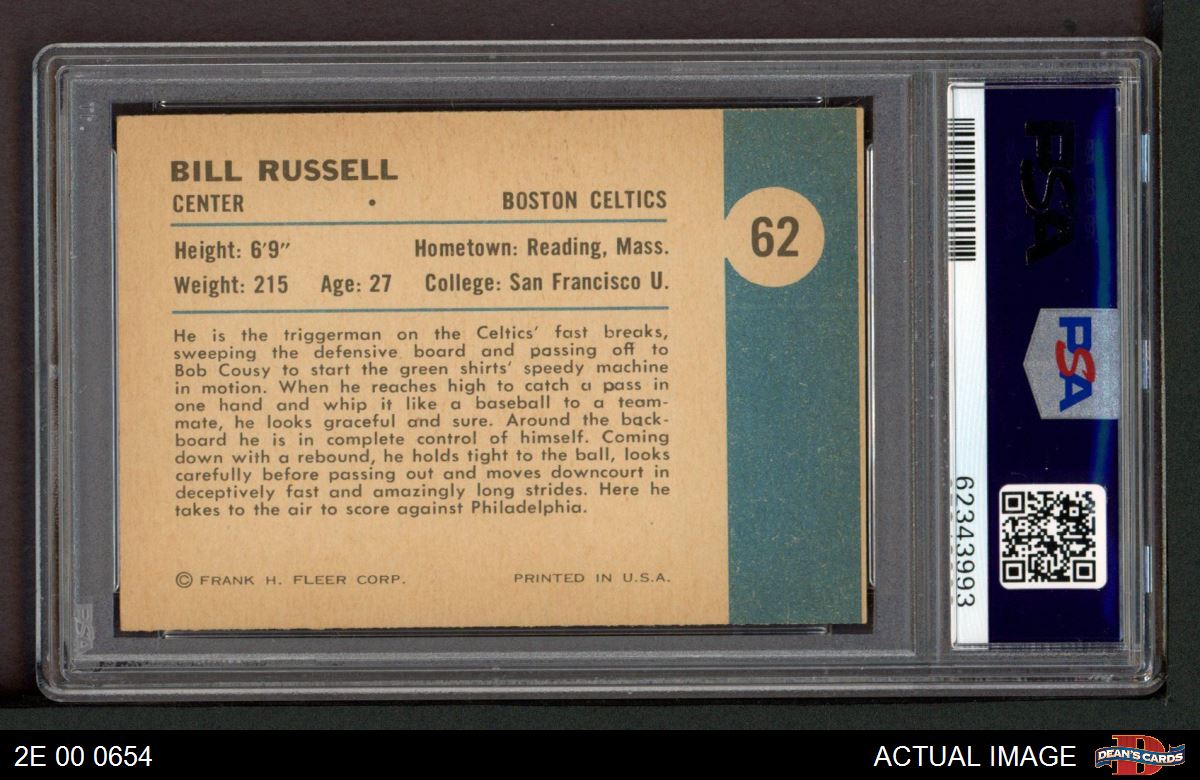 BILL RUSSELL
CENTER • BOSTON CELTICS
Height: 6'9" Hometown: Reading, Mass.
Weight: 215 Age: 27 College: San Francisco U.
He is the triggerman on the Celtics' fast breaks,
sweeping the defensive board and passing off to
Bob Cousy to start the green shirts' speedy machine
in motion. When he reaches high to catch a pass in
one hand and whip it like a baseball to a team-
mate, he looks graceful and sure. Around the back-
board he is in complete control of himself. Coming
down with a rebound, he holds tight to the ball, looks
carefully before passing out and moves downcourt in
deceptively fast and amazingly long strides. Here he
takes to the air to score against Philadelphia.
© FRANK H. FLEER CORP. PRINTED IN U.S.A.
62
PSA
PSA
62343993
PSA
2E 00 0654
ACTUAL IMAGE
DEAN'S CARDS